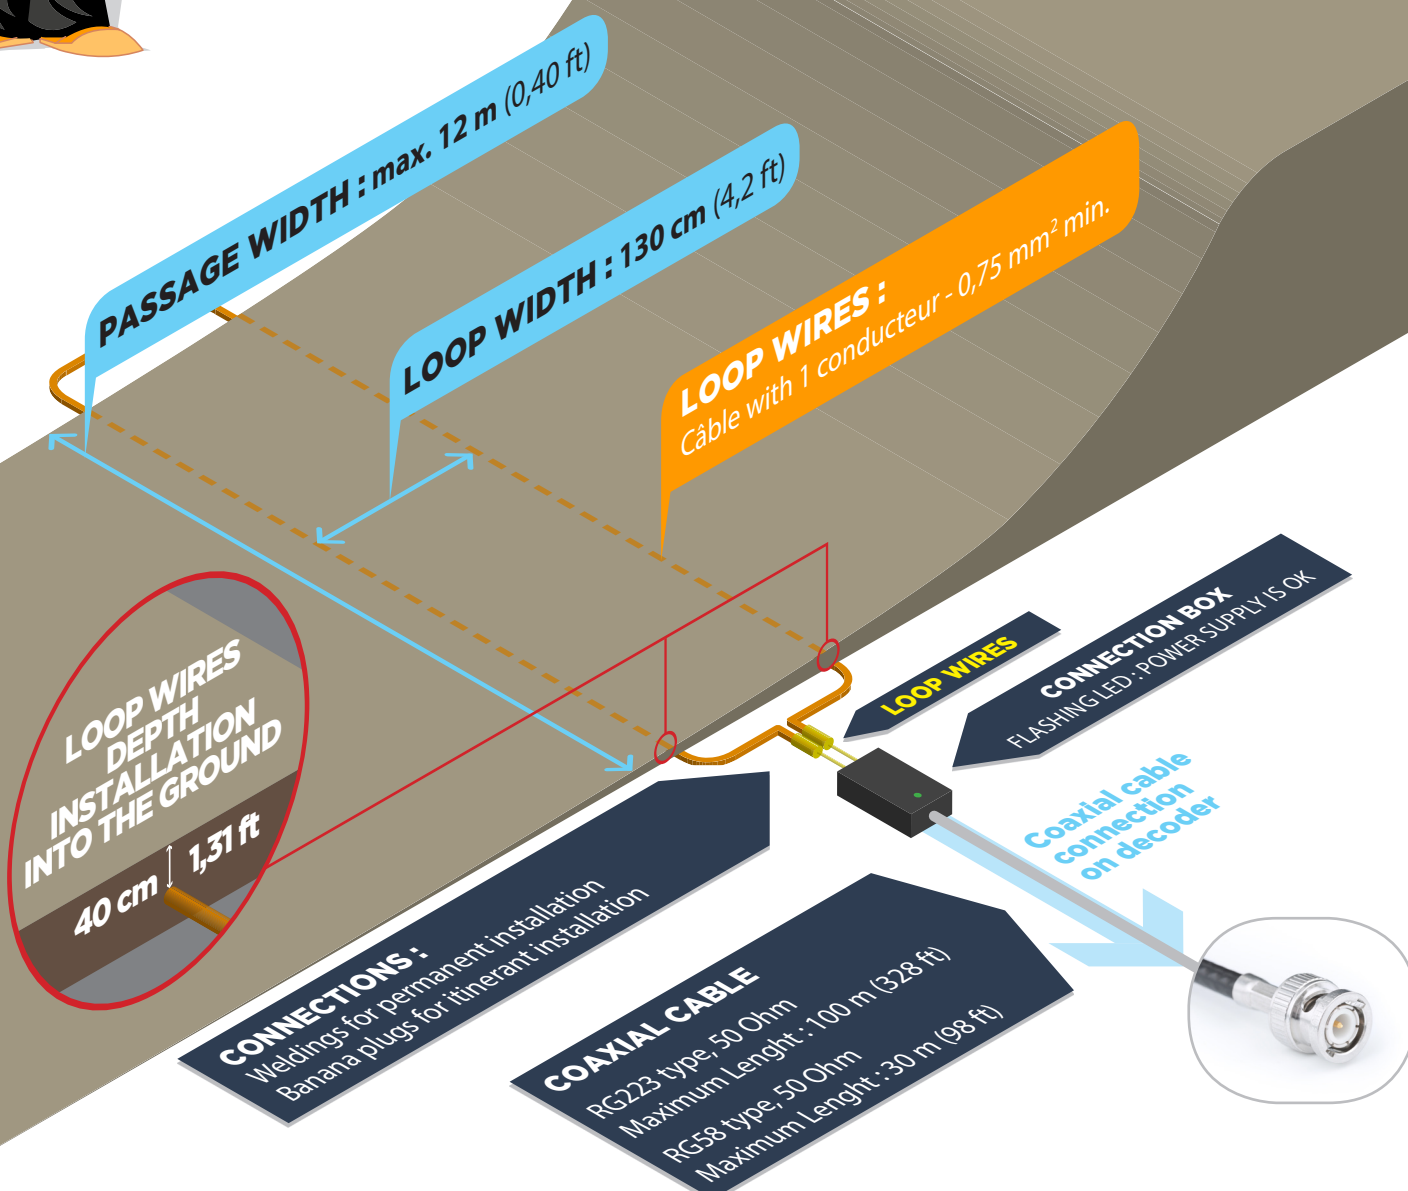 PASSAGE WIDTH : max. 12 m (0,40 ft)
LOOP WIDTH : 130 cm (4,2 ft)
LOOP WIRES :
Câble with 1 conducteur - 0,75 mm² min.
LOOP WIRES
DEPTH
INSTALLATION
INTO THE GROUND
40 cm
1,31 ft
LOOP WIRES
CONNECTION BOX
FLASHING LED : POWER SUPPLY IS OK
Coaxial cable
connection
on decoder
CONNECTIONS :
Weldings for permanent installation
Banana plugs for itinerant installation
COAXIAL CABLE
RG223 type, 50 Ohm
Maximum Lenght : 100 m (328 ft)
RG58 type, 50 Ohm
Maximum Lenght : 30 m (98 ft)